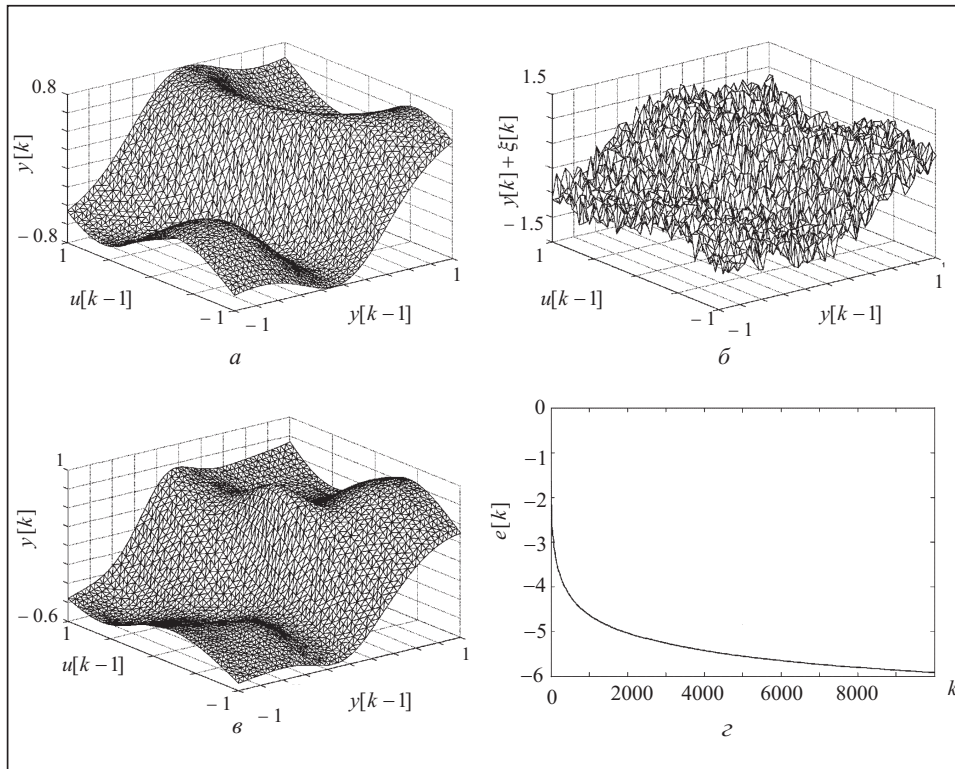 0.8
y[k]
− 0.8
1
u[k − 1]
− 1
− 1
y[k − 1]
1
а
1.5
y[k] + ξ[k]
− 1.5
1
u[k − 1]
− 1
− 1
y[k − 1]
1
б
1
y[k]
− 0.6
1
u[k − 1]
− 1
− 1
y[k − 1]
1
в
0
−1
−2
−3
−4
−5
−6
e[k]
0 2000 4000 6000 8000 k
г